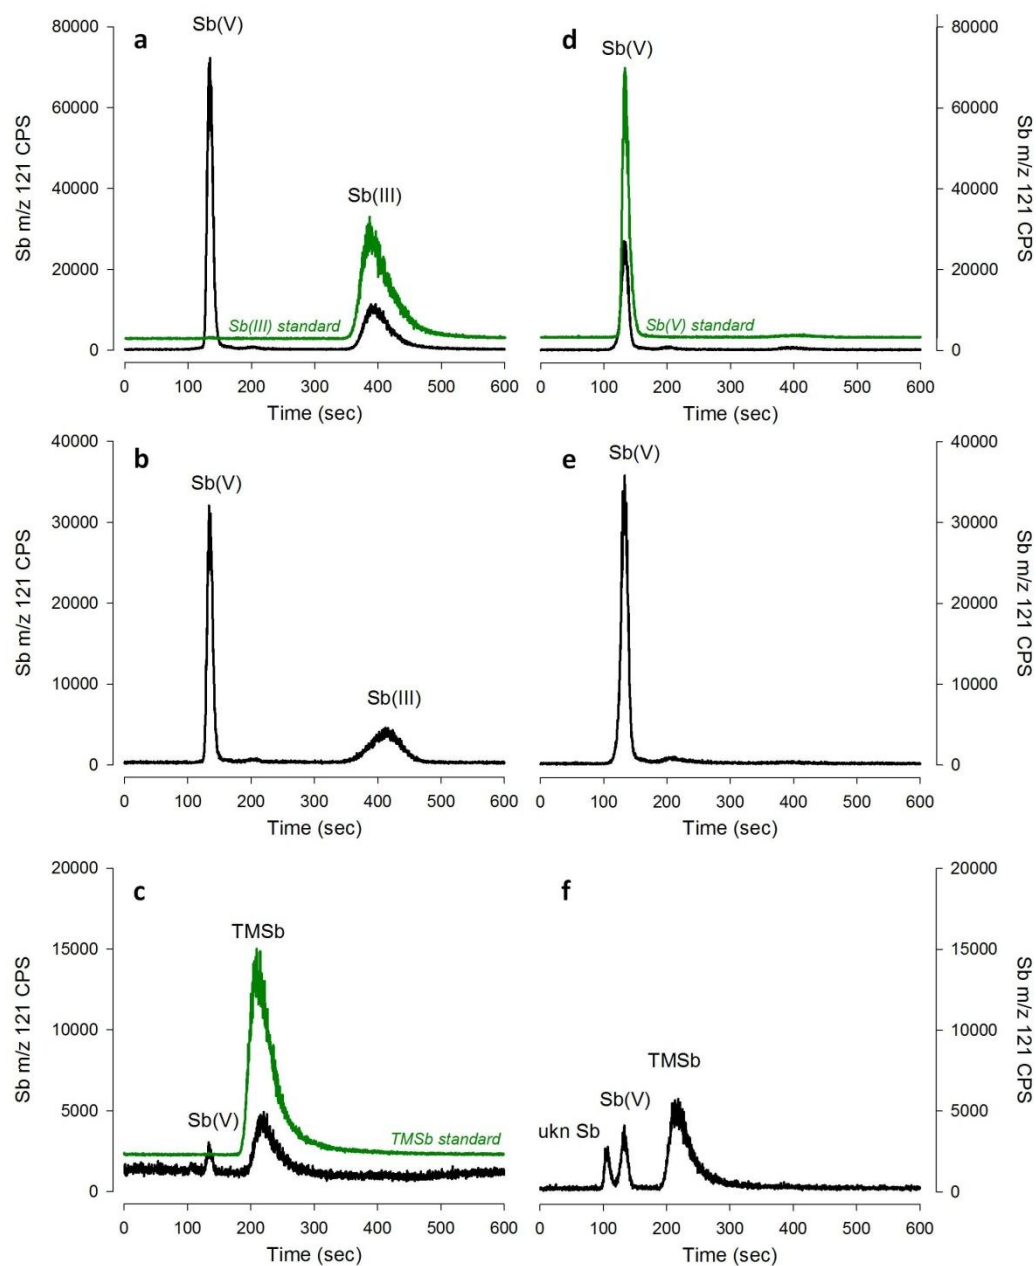 a
Sb(V)
Sb(III)
Sb(III) standard
80000
60000
40000
20000
0
Sb m/z 121 CPS
0 100 200 300 400 500 600
Time (sec)
d
Sb(V)
Sb(V) standard
80000
60000
40000
20000
0
Sb m/z 121 CPS
0 100 200 300 400 500 600
Time (sec)
b
Sb(V)
Sb(III)
40000
30000
20000
10000
0
Sb m/z 121 CPS
0 100 200 300 400 500 600
Time (sec)
e
Sb(V)
40000
30000
20000
10000
0
Sb m/z 121 CPS
0 100 200 300 400 500 600
Time (sec)
c
TMSb
Sb(V)
TMSb standard
20000
15000
10000
5000
0
Sb m/z 121 CPS
0 100 200 300 400 500 600
Time (sec)
f
TMSb
Sb(V)
ukn Sb
20000
15000
10000
5000
0
Sb m/z 121 CPS
0 100 200 300 400 500 600
Time (sec)